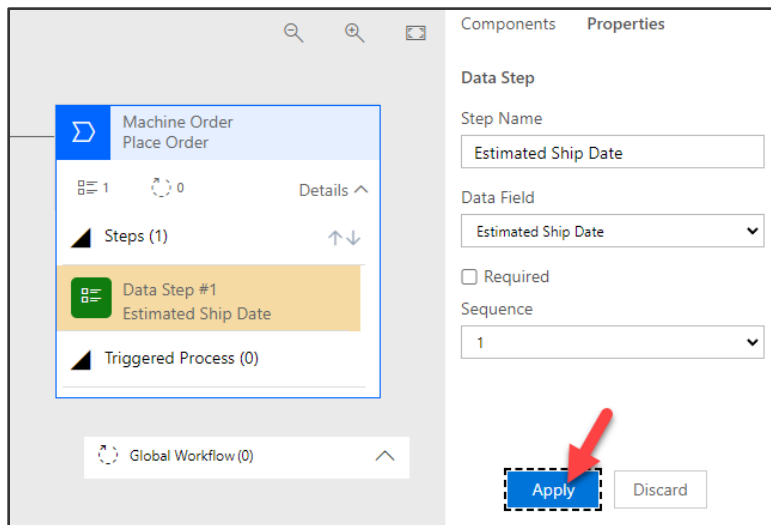 Components Properties
Data Step
Step Name
Estimated Ship Date
Data Field
Estimated Ship Date
Required
Sequence
1
Apply Discard
Machine Order
Place Order
1 0 Details
Steps (1)
Data Step #1
Estimated Ship Date
Triggered Process (0)
Global Workflow (0)